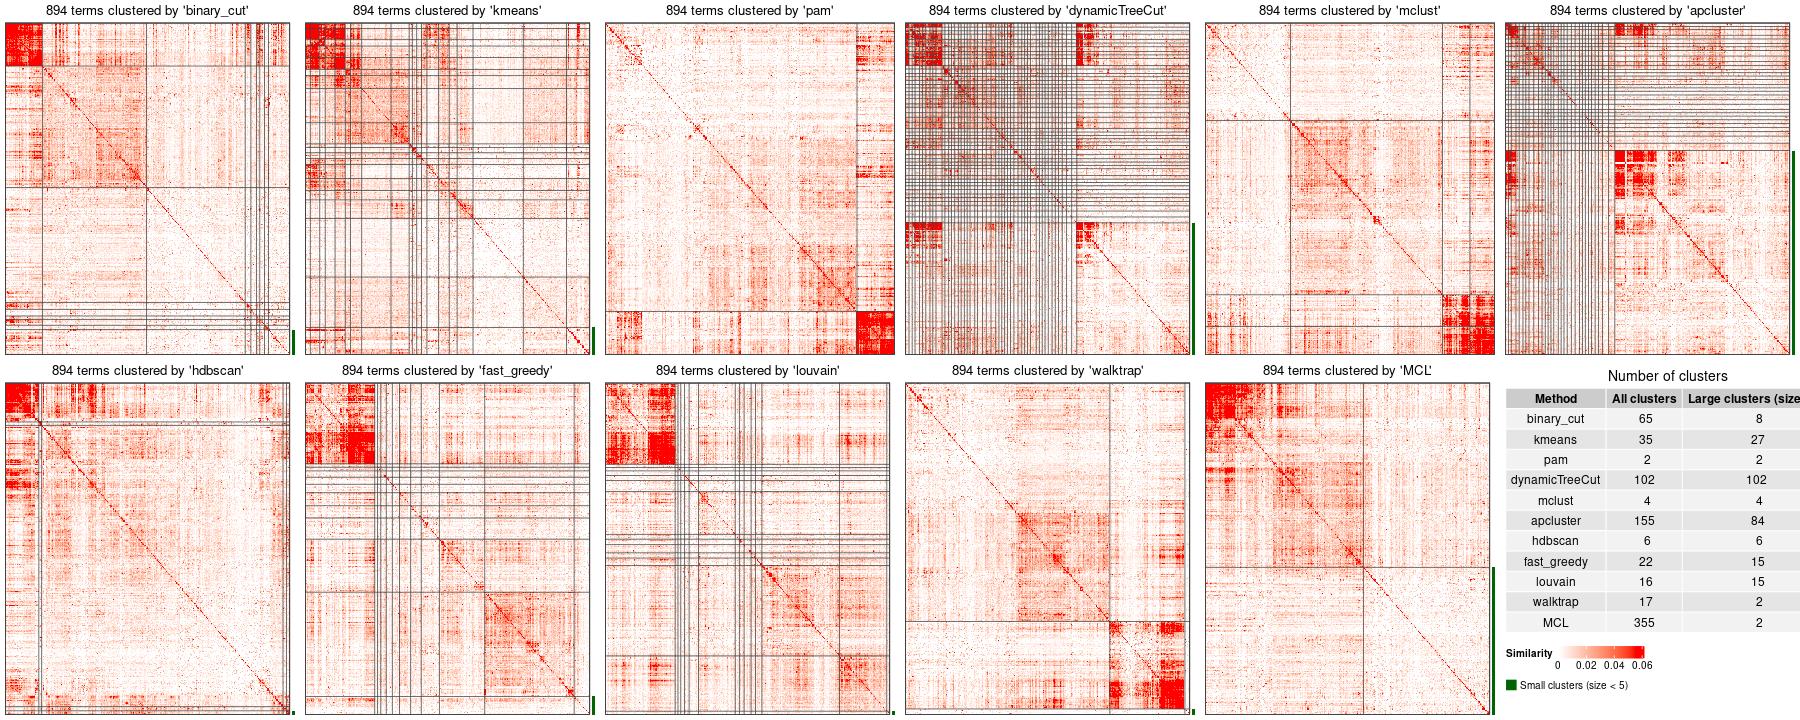 894 terms clustered by 'binary_cut'
894 terms clustered by 'kmeans'
894 terms clustered by 'pam'
894 terms clustered by 'dynamicTreeCut'
894 terms clustered by 'mclust'
894 terms clustered by 'apcluster'
894 terms clustered by 'hdbscan'
894 terms clustered by 'fast_greedy'
894 terms clustered by 'louvain'
894 terms clustered by 'walktrap'
894 terms clustered by 'MCL'
Number of clusters
Method All clusters Large clusters (size
binary_cut 65 8
kmeans 35 27
pam 2 2
dynamicTreeCut 102 102
mclust 4 4
apcluster 155 84
hdbscan 6 6
fast_greedy 22 15
louvain 16 15
walktrap 17 2
MCL 355 2
Similarity
0 0.02 0.04 0.06
Small clusters (size < 5)